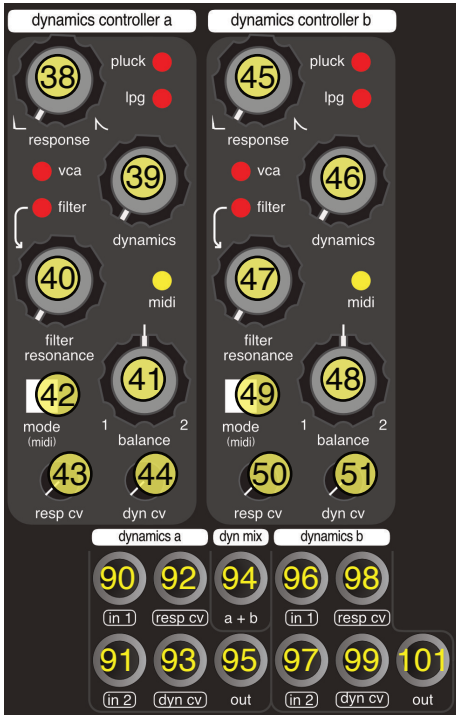 dynamics controller a
dynamics controller b
38
pluck
lpg
response
45
pluck
lpg
response
vca
39
filter
dynamics
vca
46
filter
dynamics
40
midi
filter
resonance
47
midi
filter
resonance
42
mode
(midi)
41
1 2
balance
49
mode
(midi)
48
1 2
balance
43
resp cv
44
dyn cv
50
resp cv
51
dyn cv
dynamics a
dyn mix
dynamics b
90
92
94
96
98
in 1
resp cv
a + b
in 1
resp cv
91
93
95
97
99
101
in 2
dyn cv
out
in 2
dyn cv
out